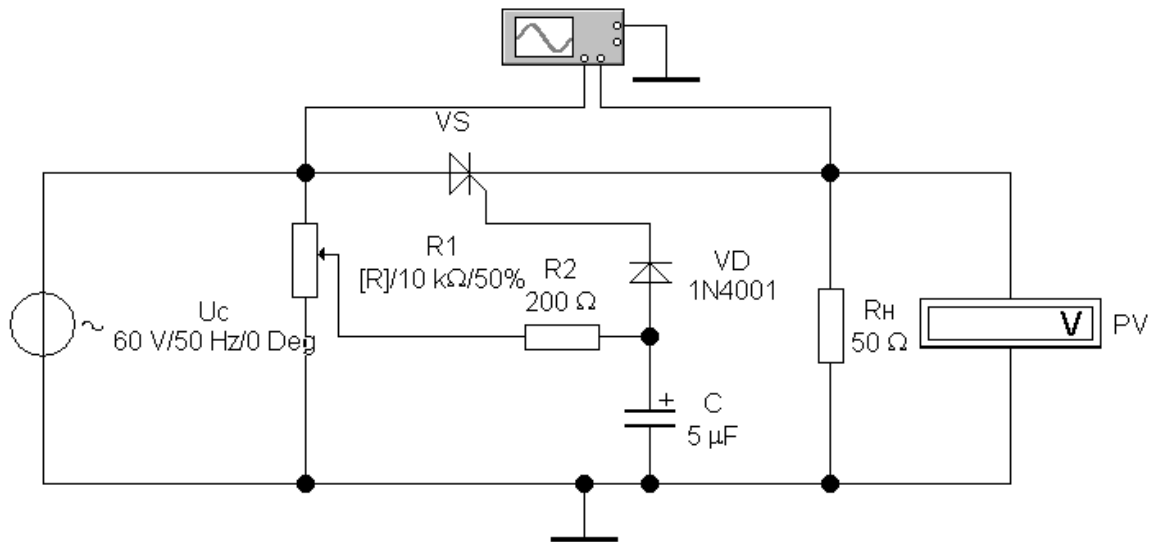 VS
R1
[R]/10 kΩ/50%
R2
200 Ω
VD
1N4001
Uc
60 V/50 Hz/0 Deg
Rн
50 Ω
V
PV
+
C
5 μF